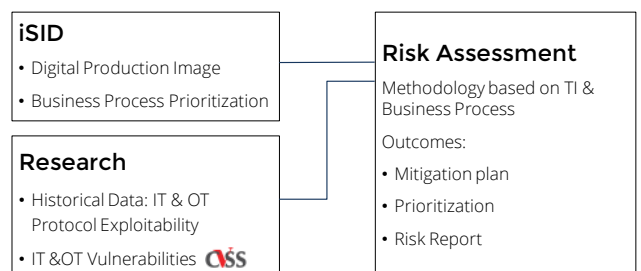 iSID
• Digital Production Image
• Business Process Prioritization
Research
• Historical Data: IT & OT
Protocol Exploitability
• IT &OT Vulnerabilities CVSS
Risk Assessment
Methodology based on TI &
Business Process
Outcomes:
• Mitigation plan
• Prioritization
• Risk Report